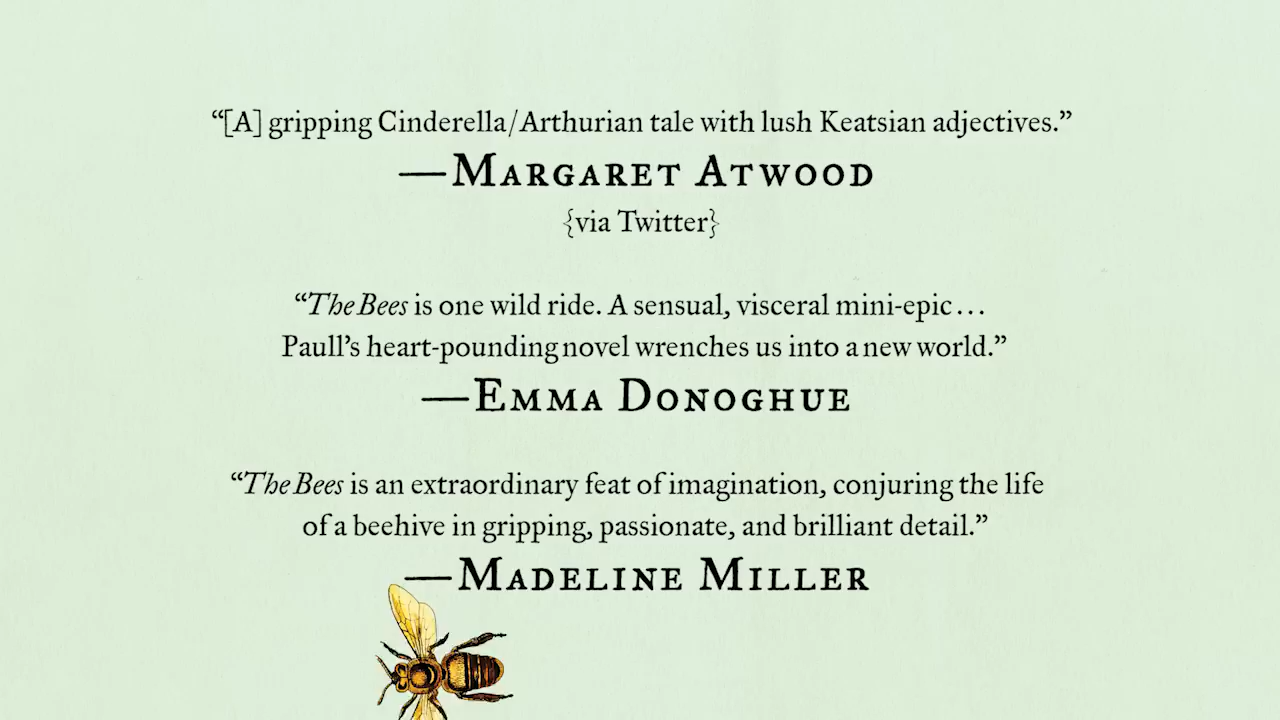 “[A] gripping Cinderella/Arthurian tale with lush Keatsian adjectives.”
—Margaret Atwood
{via Twitter}
“The Bees is one wild ride. A sensual, visceral mini-epic...
Paull’s heart-pounding novel wrenches us into a new world.”
—Emma Donoghue
“The Bees is an extraordinary feat of imagination, conjuring the life
of a beehive in gripping, passionate, and brilliant detail.”
—Madeline Miller